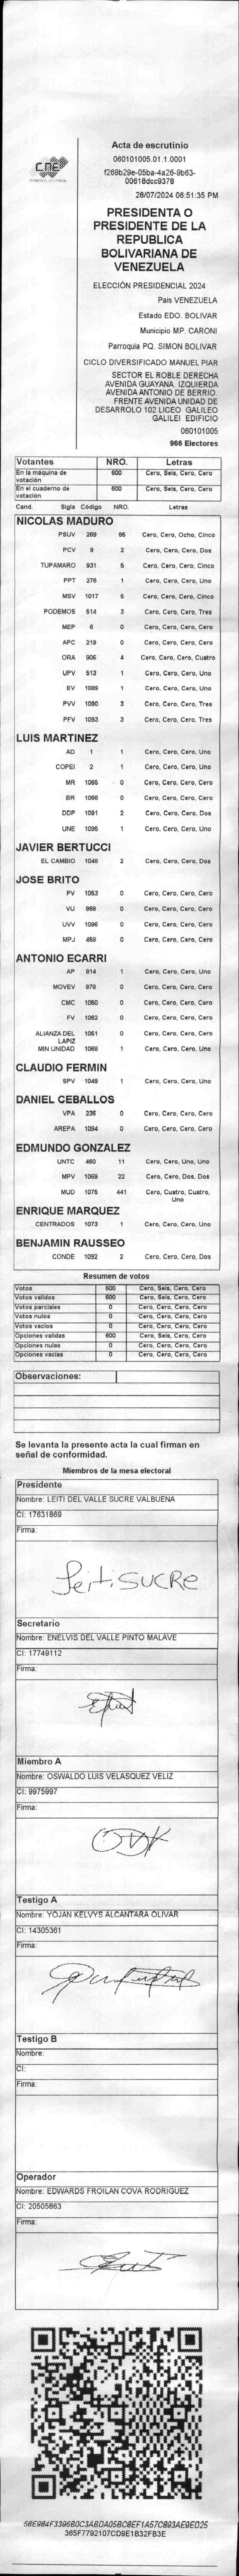 CNE
Acta de escrutinio
060101005.01.1.0001
f269b29e-05ba-4a26-9b63-
00618dcc9378
28/07/2024 06:51:35 PM
PRESIDENTA O
PRESIDENTE DE LA
REPUBLICA
BOLIVARIANA DE
VENEZUELA
ELECCIÓN PRESIDENCIAL 2024
Pais VENEZUELA
Estado EDO. BOLIVAR
Municipio MP. CARONI
Parroquia PQ. SIMON BOLIVAR
CICLO DIVERSIFICADO MANUEL PIAR
SECTOR EL ROBLE DERECHA
AVENIDA GUAYANA. IZQUIERDA
AVENIDA ANTONIO DE BERRIO.
FRENTE AVENIDA UNIDAD DE
DESARROLO 102 LICEO GALILEO
GALILEI EDIFICIO
060101005
966 Electores
Votantes NRO. Letras
En la máquina de votación 600 Cero, Seis, Cero, Cero
En el cuaderno de votación 600 Cero, Seis, Cero, Cero
Cand. Sigla Código NRO. Letras
NICOLAS MADURO
PSUV 269 85 Cero, Cero, Ocho, Cinco
PCV 9 2 Cero, Cero, Cero, Dos
TUPAMARO 931 5 Cero, Cero, Cero, Cinco
PPT 276 1 Cero, Cero, Cero, Uno
MSV 1017 5 Cero, Cero, Cero, Cinco
PODEMOS 514 3 Cero, Cero, Cero, Tres
MEP 6 0 Cero, Cero, Cero, Cero
APC 219 0 Cero, Cero, Cero, Cero
ORA 906 4 Cero, Cero, Cero, Cuatro
UPV 513 1 Cero, Cero, Cero, Uno
EV 1089 1 Cero, Cero, Cero, Uno
PVV 1090 3 Cero, Cero, Cero, Tres
PFV 1093 3 Cero, Cero, Cero, Tres
LUIS MARTINEZ
AD 1 1 Cero, Cero, Cero, Uno
COPEI 2 1 Cero, Cero, Cero, Uno
MR 1065 0 Cero, Cero, Cero, Cero
BR 1066 0 Cero, Cero, Cero, Cero
DDP 1091 2 Cero, Cero, Cero, Dos
UNE 1095 1 Cero, Cero, Cero, Uno
JAVIER BERTUCCI
EL CAMBIO 1048 2 Cero, Cero, Cero, Dos
JOSE BRITO
PV 1053 0 Cero, Cero, Cero, Cero
VU 868 0 Cero, Cero, Cero, Cero
UVV 1096 0 Cero, Cero, Cero, Cero
MPJ 458 0 Cero, Cero, Cero, Cero
ANTONIO ECARRI
AP 814 1 Cero, Cero, Cero, Uno
MOVEV 878 0 Cero, Cero, Cero, Cero
CMC 1050 0 Cero, Cero, Cero, Cero
FV 1062 0 Cero, Cero, Cero, Cero
ALIANZA DEL LAPIZ 1051 0 Cero, Cero, Cero, Cero
MIN UNIDAD 1068 1 Cero, Cero, Cero, Uno
CLAUDIO FERMIN
SPV 1049 1 Cero, Cero, Cero, Uno
DANIEL CEBALLOS
VPA 236 0 Cero, Cero, Cero, Cero
AREPA 1094 0 Cero, Cero, Cero, Cero
EDMUNDO GONZALEZ
UNTC 460 11 Cero, Cero, Uno, Uno
MPV 1069 22 Cero, Cero, Dos, Dos
MUD 1075 441 Cero, Cuatro, Cuatro, Uno
ENRIQUE MARQUEZ
CENTRADOS 1073 1 Cero, Cero, Cero, Uno
BENJAMIN RAUSSEO
CONDE 1092 2 Cero, Cero, Cero, Dos
Resumen de votos
Votos 600 Cero, Seis, Cero, Cero
Votos validos 600 Cero, Seis, Cero, Cero
Votos parciales 0 Cero, Cero, Cero, Cero
Votos nulos 0 Cero, Cero, Cero, Cero
Votos vacios 0 Cero, Cero, Cero, Cero
Opciones validas 600 Cero, Seis, Cero, Cero
Opciones nulas 0 Cero, Cero, Cero, Cero
Opciones vacias 0 Cero, Cero, Cero, Cero
Observaciones:
Se levanta la presente acta la cual firman en
señal de conformidad.
Miembros de la mesa electoral
Presidente
Nombre: LEITI DEL VALLE SUCRE VALBUENA
CI: 17631869
Firma:
Leiti SUCRE
Secretario
Nombre: ENELVIS DEL VALLE PINTO MALAVE
CI: 17749112
Firma:
Miembro A
Nombre: OSWALDO LUIS VELASQUEZ VELIZ
CI: 9975997
Firma:
Testigo A
Nombre: YOJAN KELVYS ALCANTARA OLIVAR
CI: 14305361
Firma:
Testigo B
Nombre:
CI:
Firma:
Operador
Nombre: EDWARDS FROILAN COVA RODRIGUEZ
CI: 20505863
Firma:
365F7792107CD9E1B32FB3E